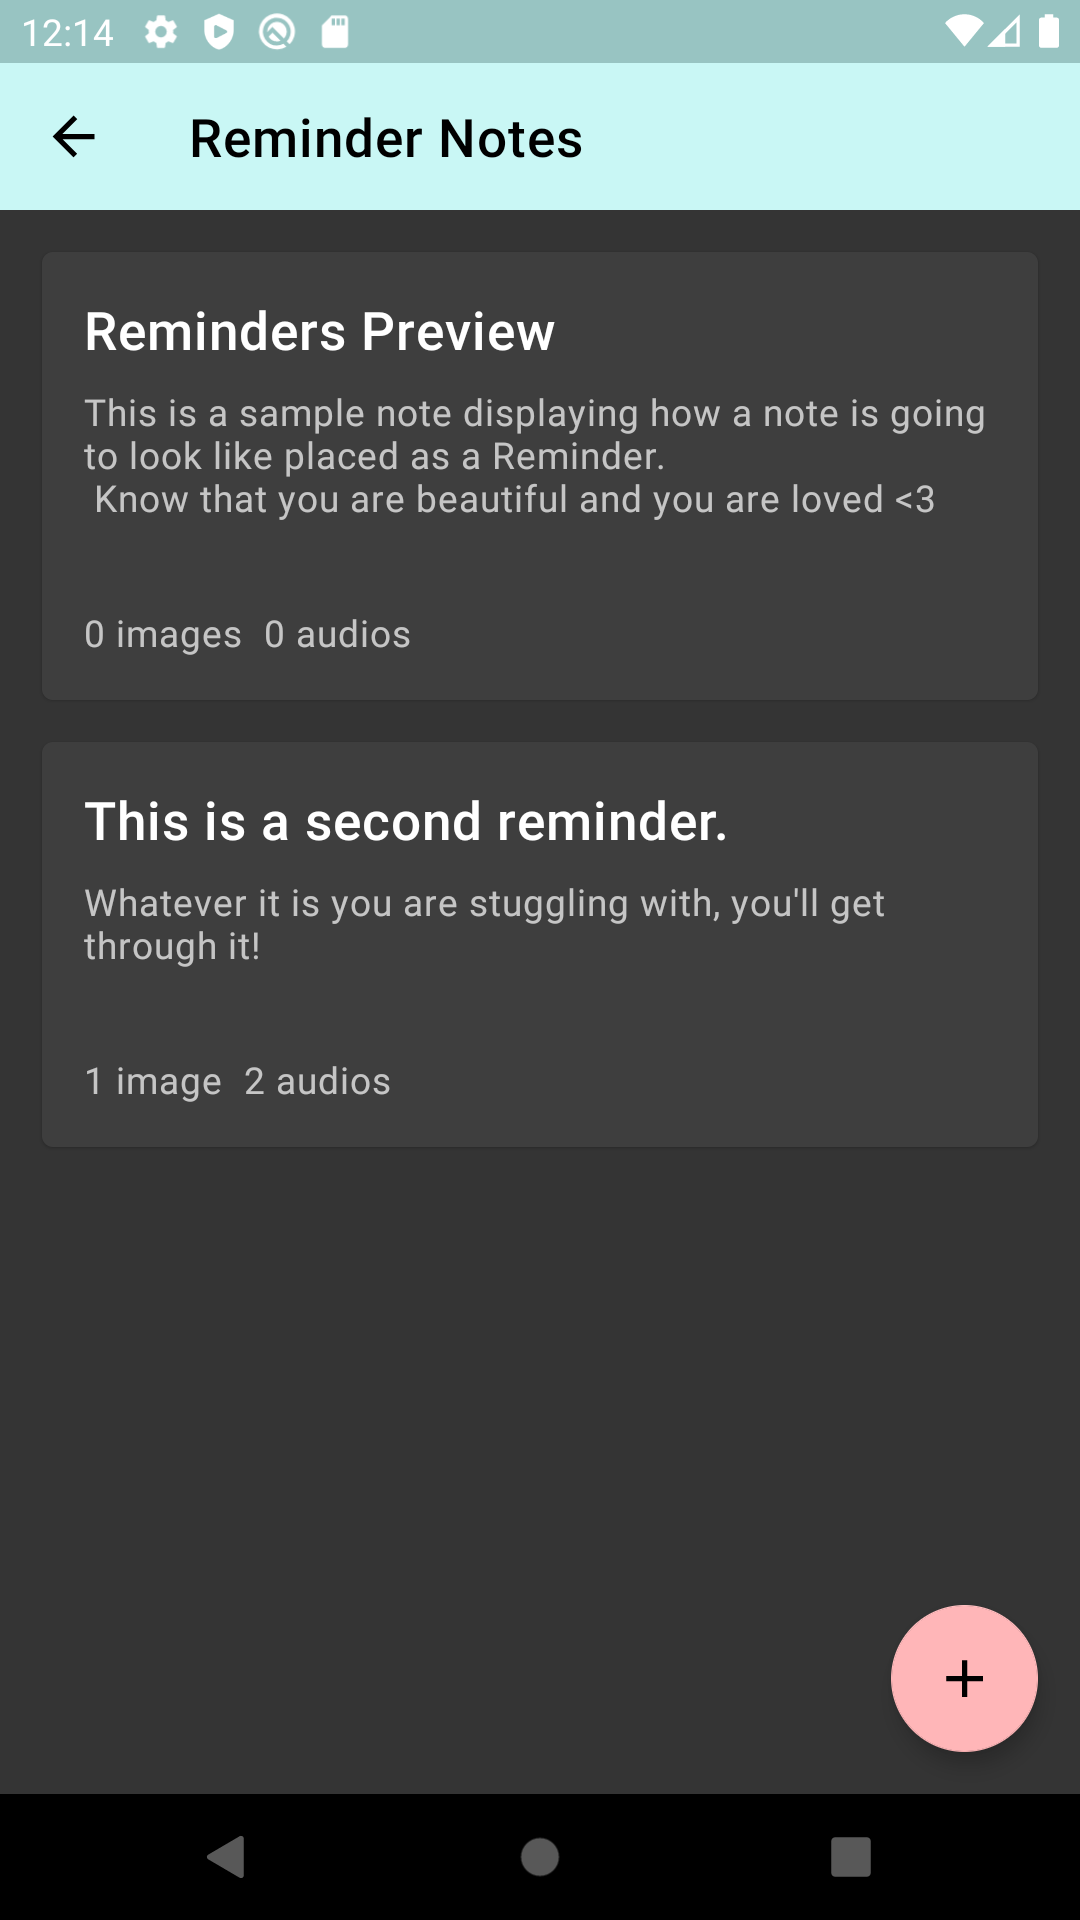 12:14
Reminder Notes
Reminders Preview
This is a sample note displaying how a note is going
to look like placed as a Reminder.
Know that you are beautiful and you are loved <3
0 images 0 audios
This is a second reminder.
Whatever it is you are stuggling with, you'll get
through it!
1 image 2 audios